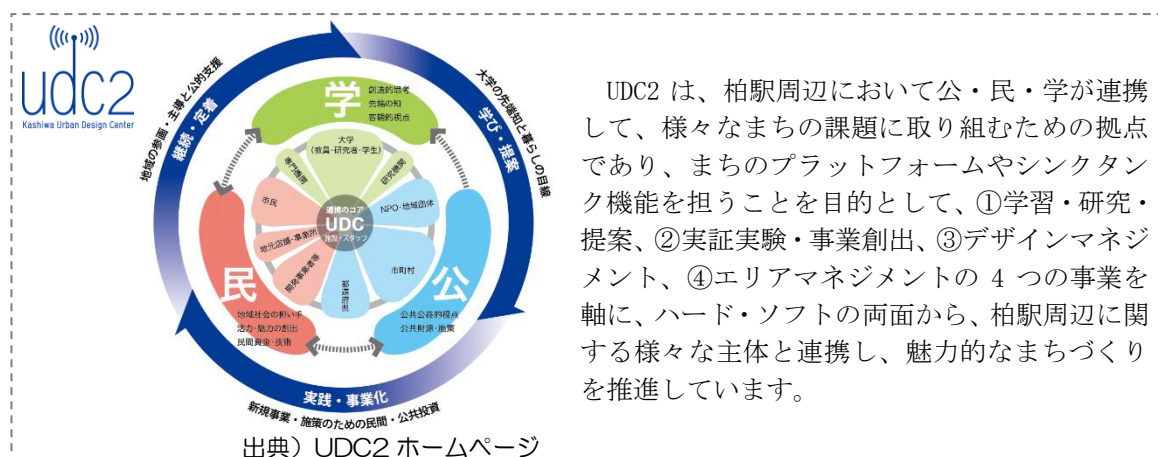 udc2
Kashiwa Urban Design Center
地域の参画・主導と公的支援
継続・定着
大学の先端知と暮らしの目線
学び・提案
学
創造的思考
先端の知
客観的視点
大学
(教員・研究者・学生)
専門機関
研究機関
市民
NPO・地域団体
連携のコア
UDC
施設・スタッフ
地元店舗・事業所
開発事業者等
都道府県
市町村
民
地域社会の担い手
活力・魅力の創出
民間資金・技術
公
公共公益的視点
公共財源・施策
実践・事業化
新規事業・施策のための民間・公共投資
出典）UDC2 ホームページ
UDC2 は、柏駅周辺において公・民・学が連携
して、様々なまちの課題に取り組むための拠点
であり、まちのプラットフォームやシンクタン
ク機能を担うことを目的として、①学習・研究・
提案、②実証実験・事業創出、③デザインマネジ
メント、④エリアマネジメントの 4 つの事業を
軸に、ハード・ソフトの両面から、柏駅周辺に関
する様々な主体と連携し、魅力的なまちづくり
を推進しています。